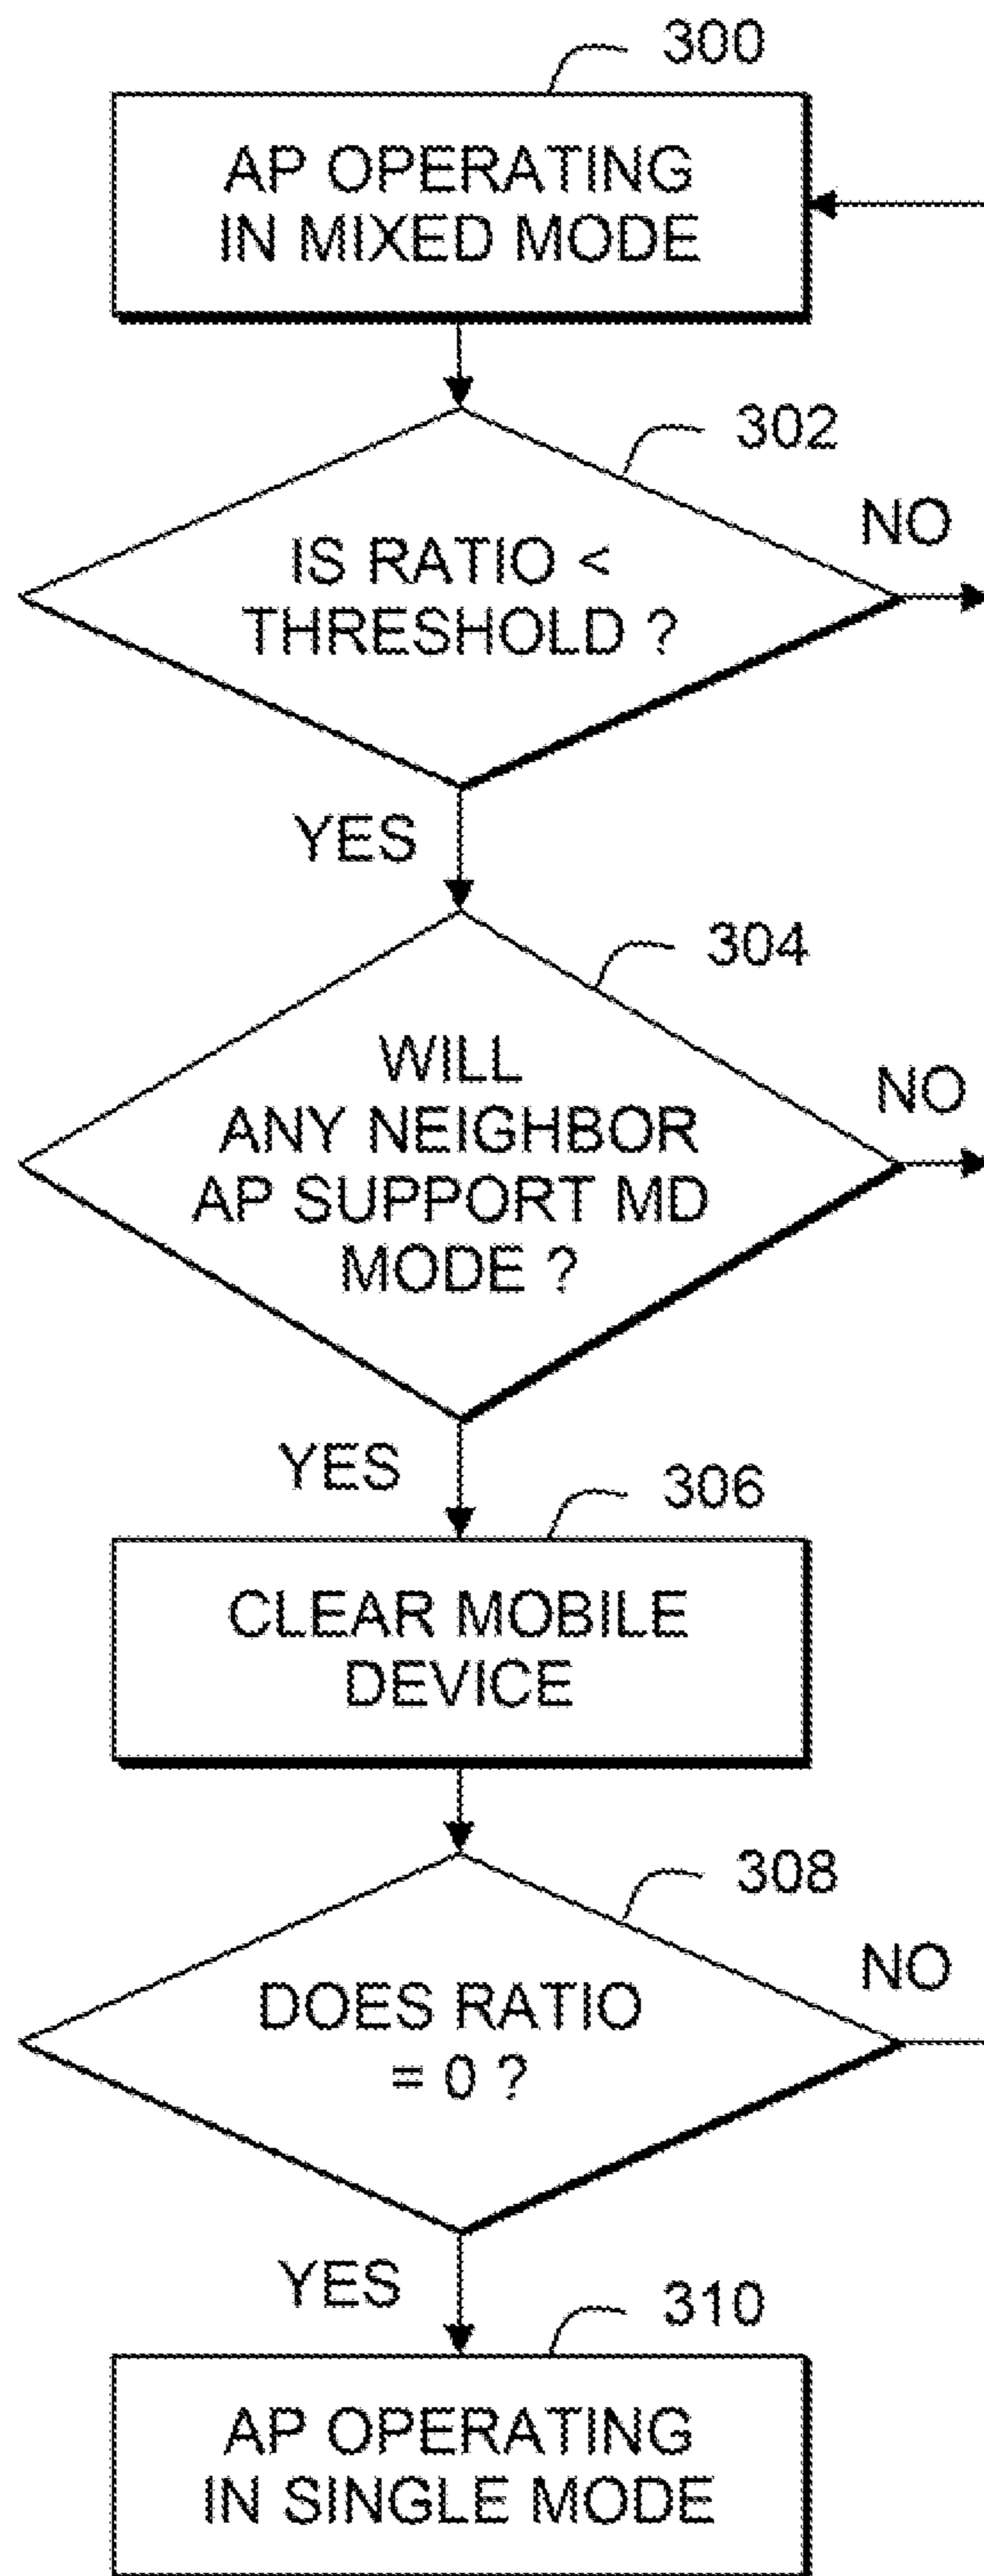 300
AP OPERATING
IN MIXED MODE
302
NO
IS RATIO <
THRESHOLD ?
YES
304
NO
WILL
ANY NEIGHBOR
AP SUPPORT MD
MODE ?
YES
306
CLEAR MOBILE
DEVICE
308
NO
DOES RATIO
= 0 ?
YES
310
AP OPERATING
IN SINGLE MODE